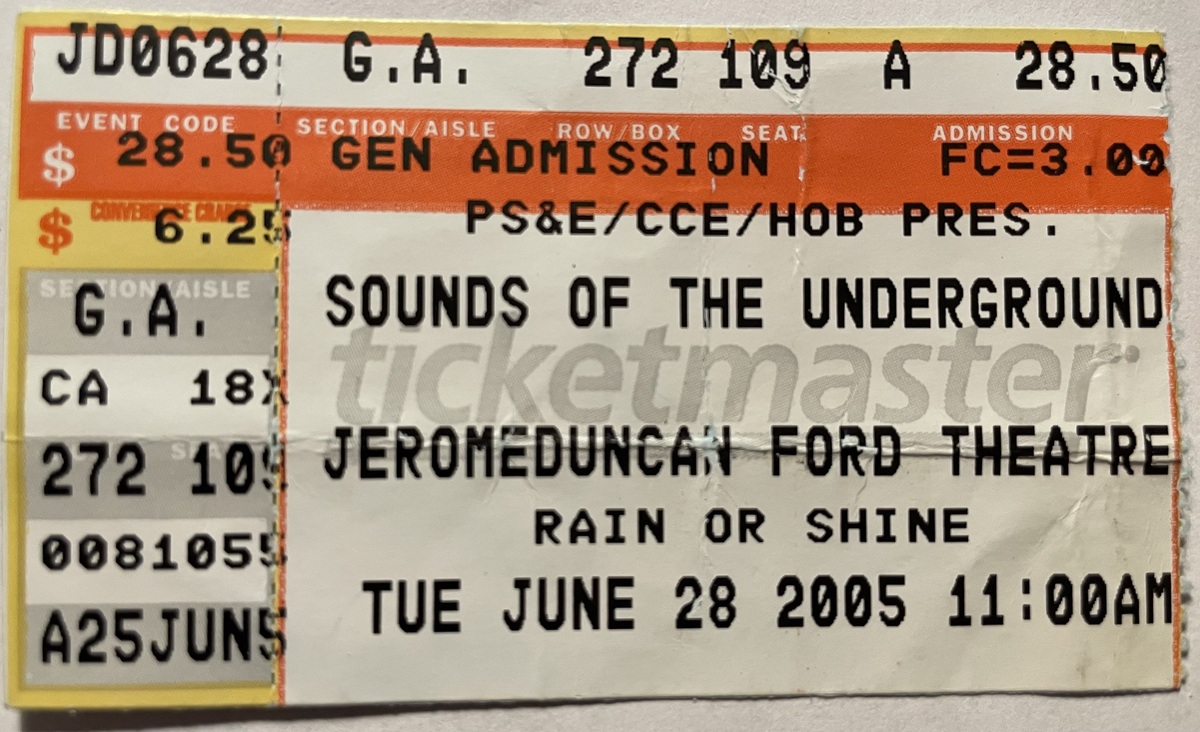 JD0628 G.A. 272 109 A 28.50
EVENT CODE SECTION/AISLE ROW/BOX SEAT ADMISSION
$ 28.50 GEN ADMISSION FC=3.00
CONVENIENCE CHARGE
$ 6.25 PS&E/CCE/HOB PRES.
SECTION/AISLE
G.A. SOUNDS OF THE UNDERGROUND
ticketmaster
CA 18X
272 109 JEROMEDUNCAN FORD THEATRE
0081055 RAIN OR SHINE
A25JUN5 TUE JUNE 28 2005 11:00AM